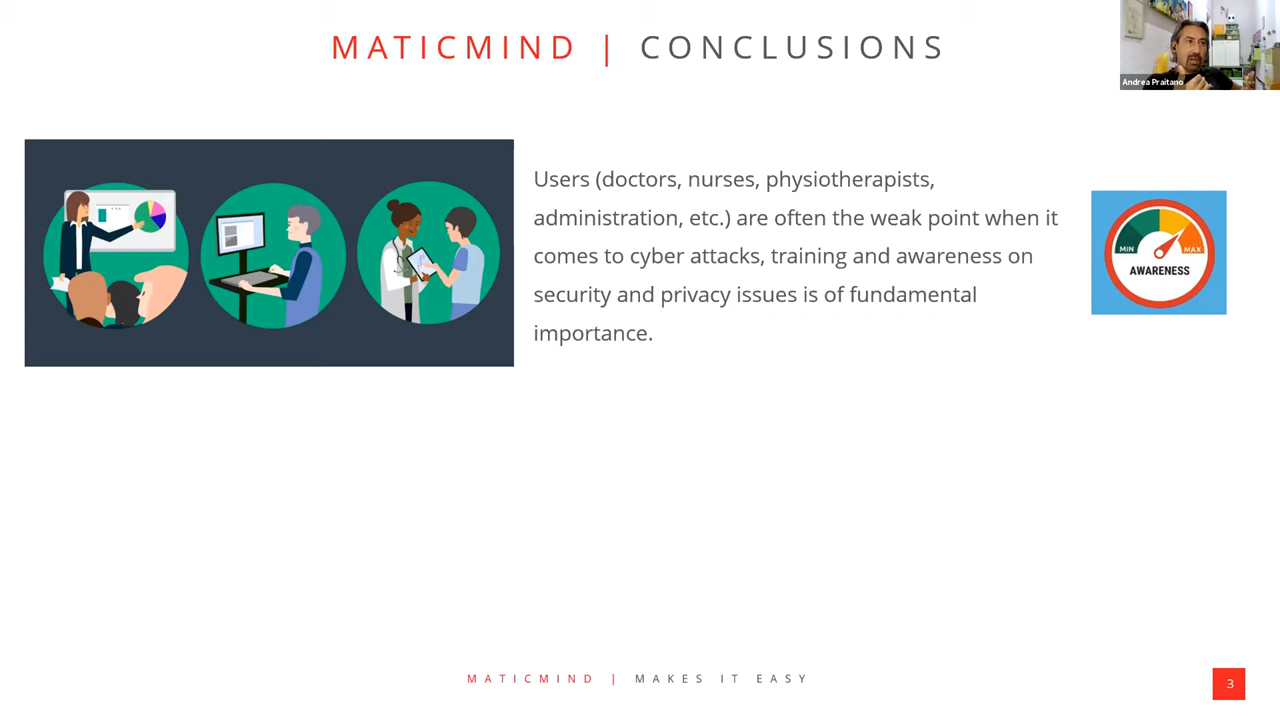 MATICMIND | CONCLUSIONS
Andrea Praitano
Users (doctors, nurses, physiotherapists,
administration, etc.) are often the weak point when it
comes to cyber attacks, training and awareness on
security and privacy issues is of fundamental
importance.
MIN MAX
AWARENESS
MATICMIND | MAKES IT EASY
3